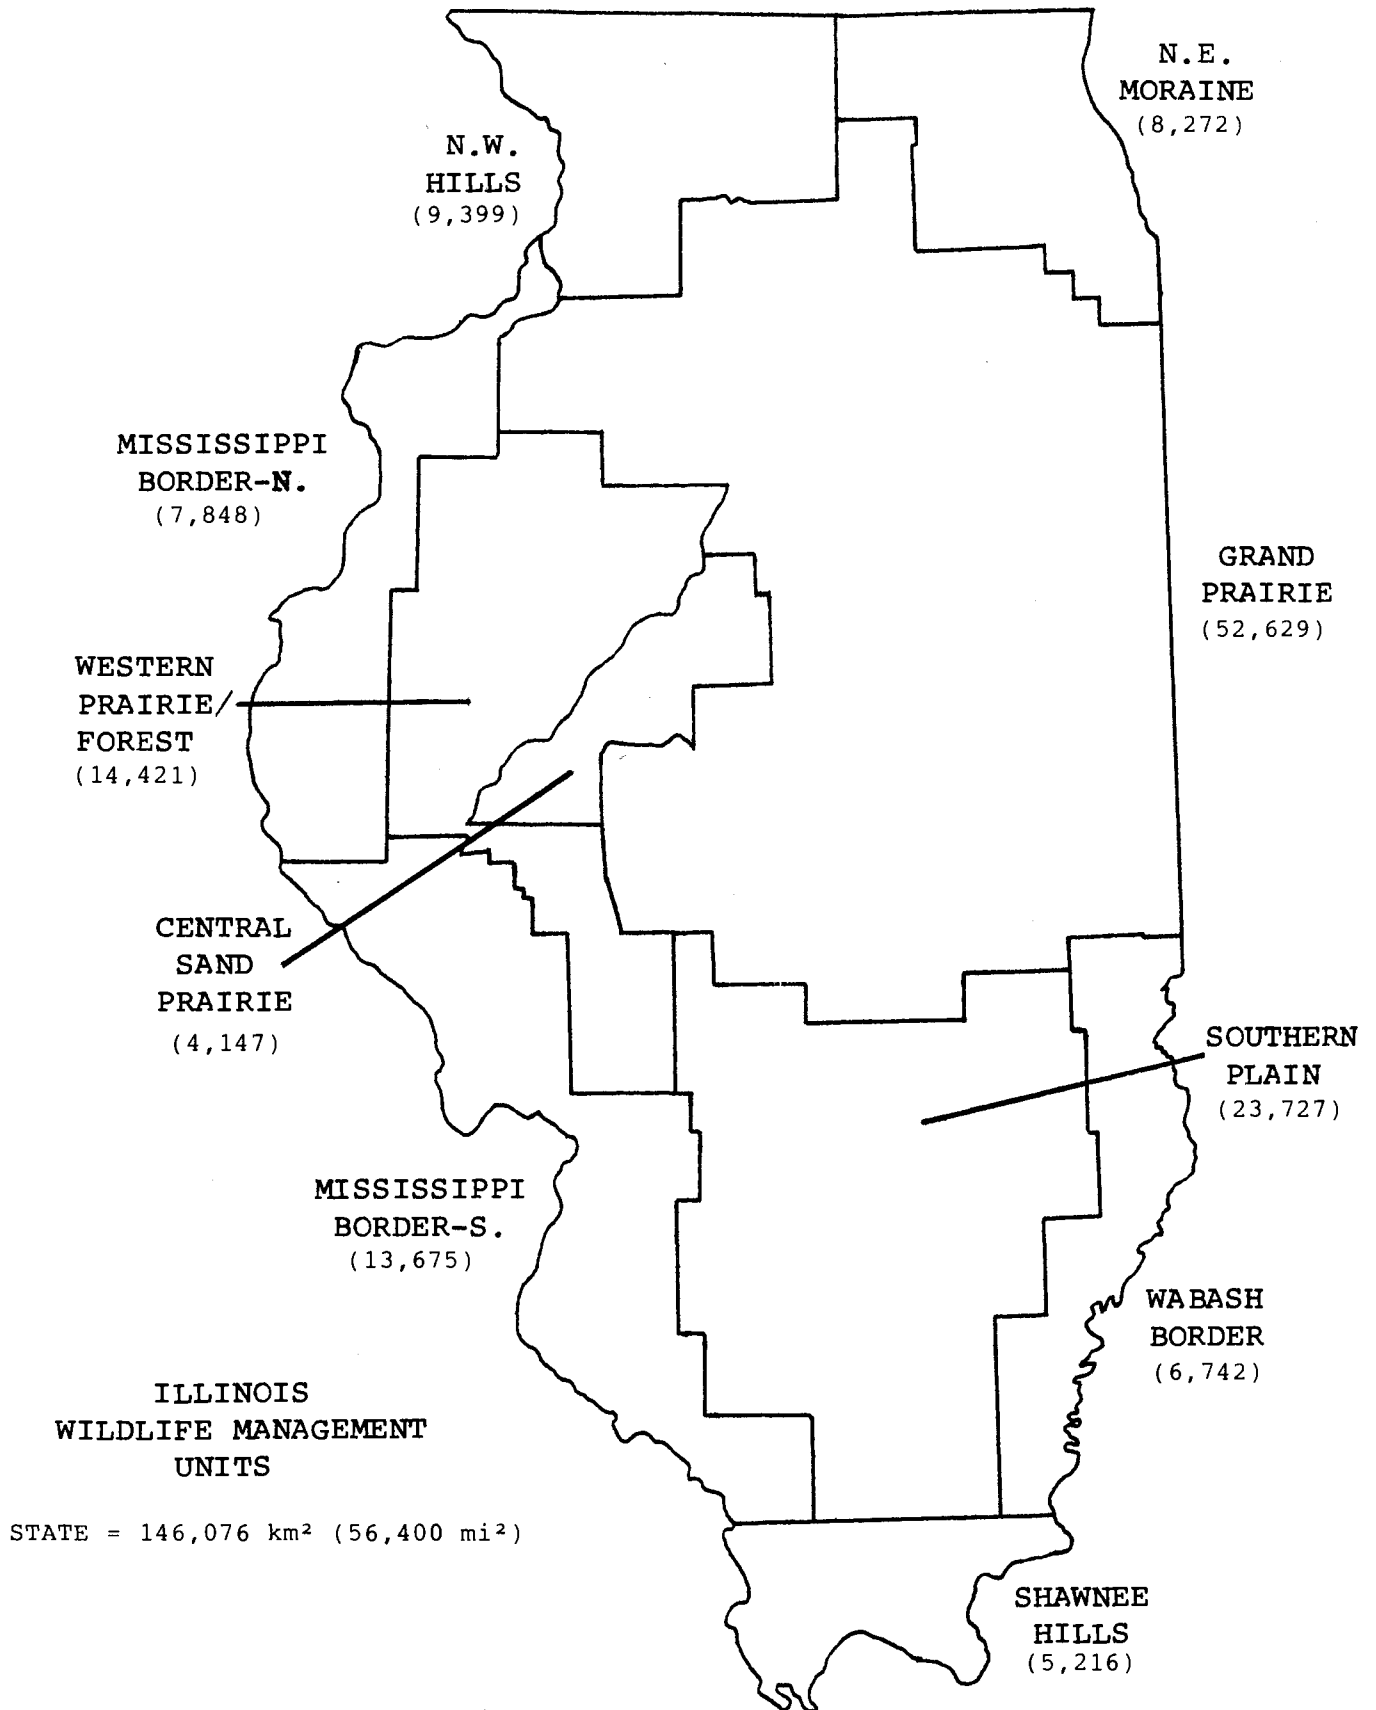 N.E.
MORAINE
(8,272)
N.W.
HILLS
(9,399)
MISSISSIPPI
BORDER-N.
(7,848)
GRAND
PRAIRIE
(52,629)
WESTERN
PRAIRIE/
FOREST
(14,421)
CENTRAL
SAND
PRAIRIE
(4,147)
SOUTHERN
PLAIN
(23,727)
MISSISSIPPI
BORDER-S.
(13,675)
WABASH
BORDER
(6,742)
ILLINOIS
WILDLIFE MANAGEMENT
UNITS
STATE = 146,076 km² (56,400 mi²)
SHAWNEE
HILLS
(5,216)